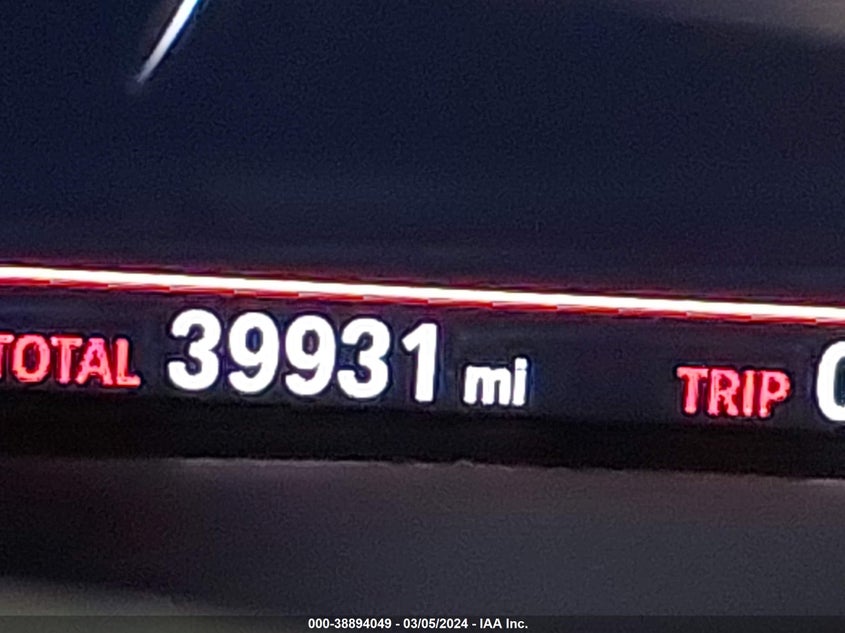 TOTAL 39931 mi TRIP
000-38894049 - 03/05/2024 - IAA Inc.